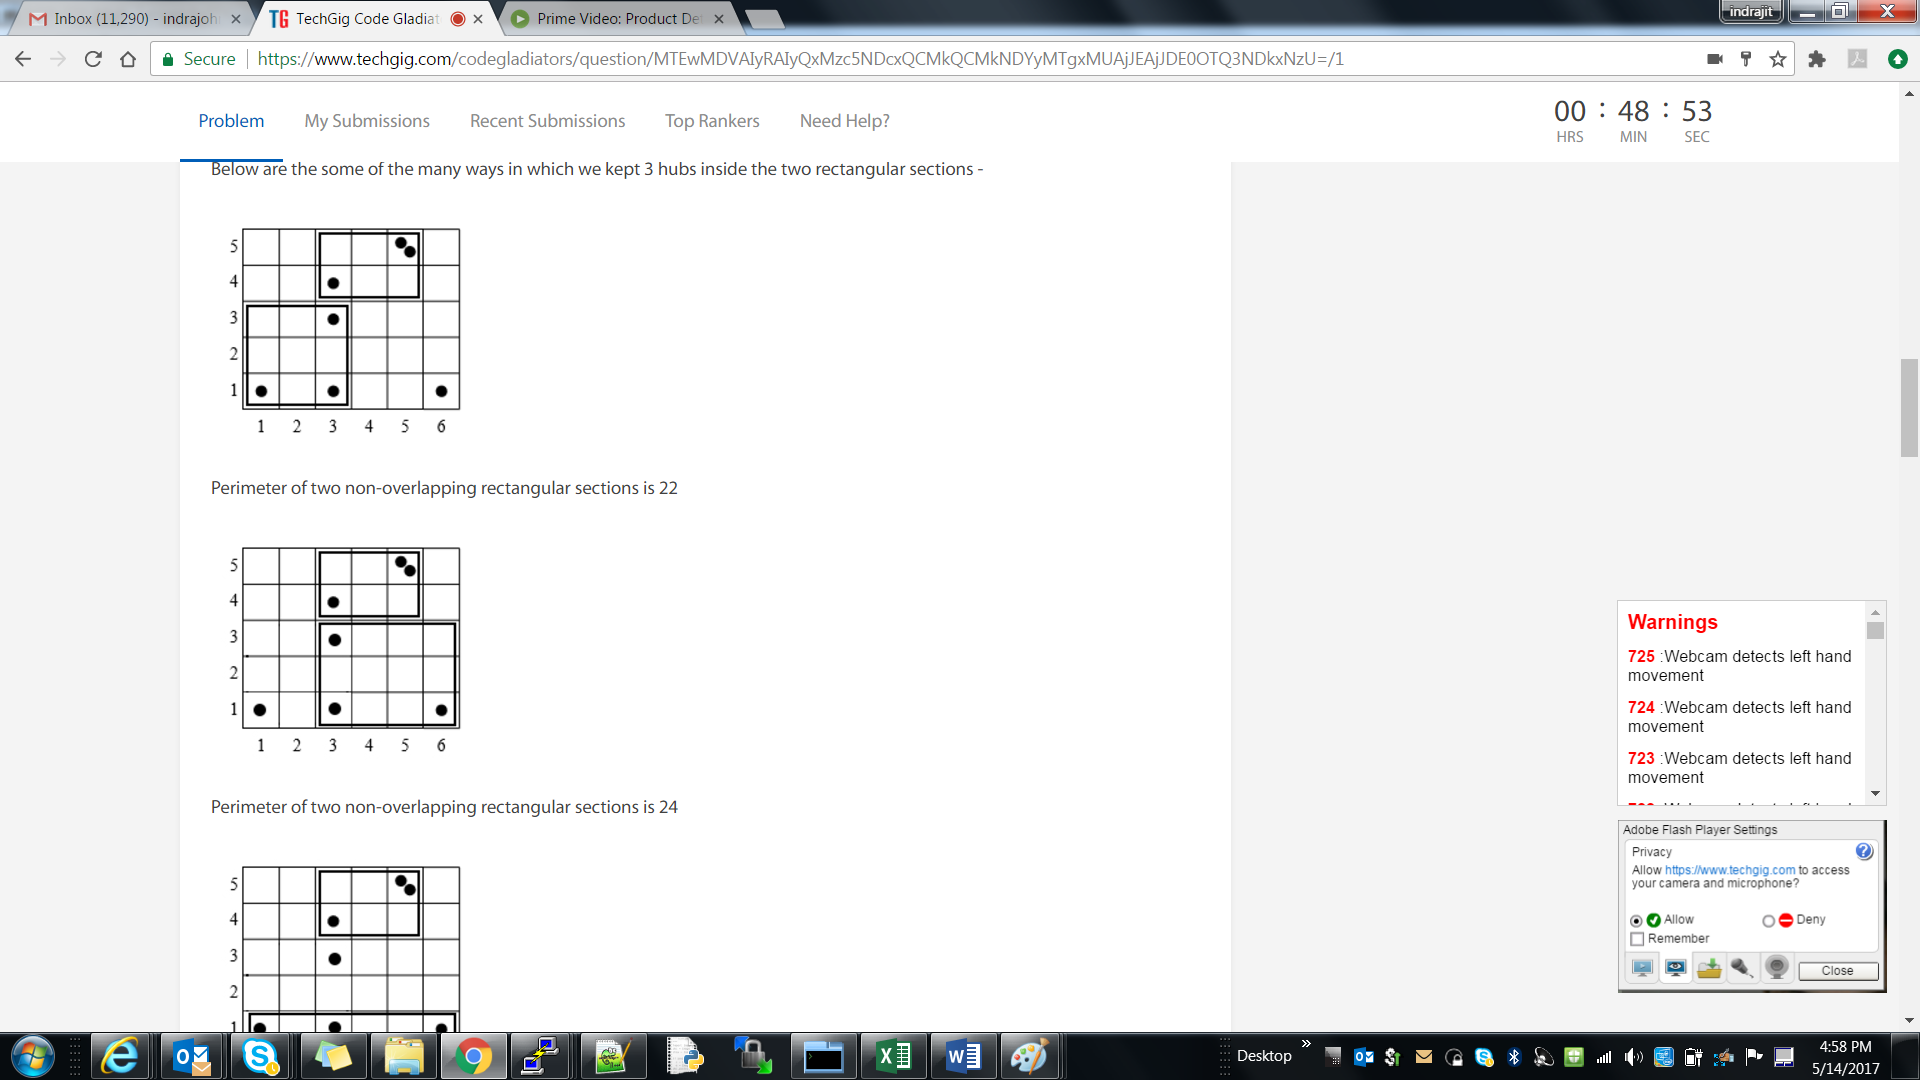 Inbox (11,290) - indrajoh
TechGig Code Gladiat
Prime Video: Product De
indrajit
Secure
https://www.techgig.com/codegladiators/question/MTEwMDVAIyRAIyQxMzc5NDcxQCMkQCMkNDYyMTgxMUAjJEAjJDE0OTQ3NDkxNzU=/1
Problem
My Submissions
Recent Submissions
Top Rankers
Need Help?
00 : 48 : 53
HRS MIN SEC
Below are the some of the many ways in which we kept 3 hubs inside the two rectangular sections -
5
4
3
2
1
1 2 3 4 5 6
Perimeter of two non-overlapping rectangular sections is 22
5
4
3
2
1
1 2 3 4 5 6
Perimeter of two non-overlapping rectangular sections is 24
5
4
3
2
1
Warnings
725 :Webcam detects left hand
movement
724 :Webcam detects left hand
movement
723 :Webcam detects left hand
movement
Adobe Flash Player Settings
Privacy
Allow https://www.techgig.com to access
your camera and microphone?
Allow
Deny
Remember
Close
Desktop
4:58 PM
5/14/2017